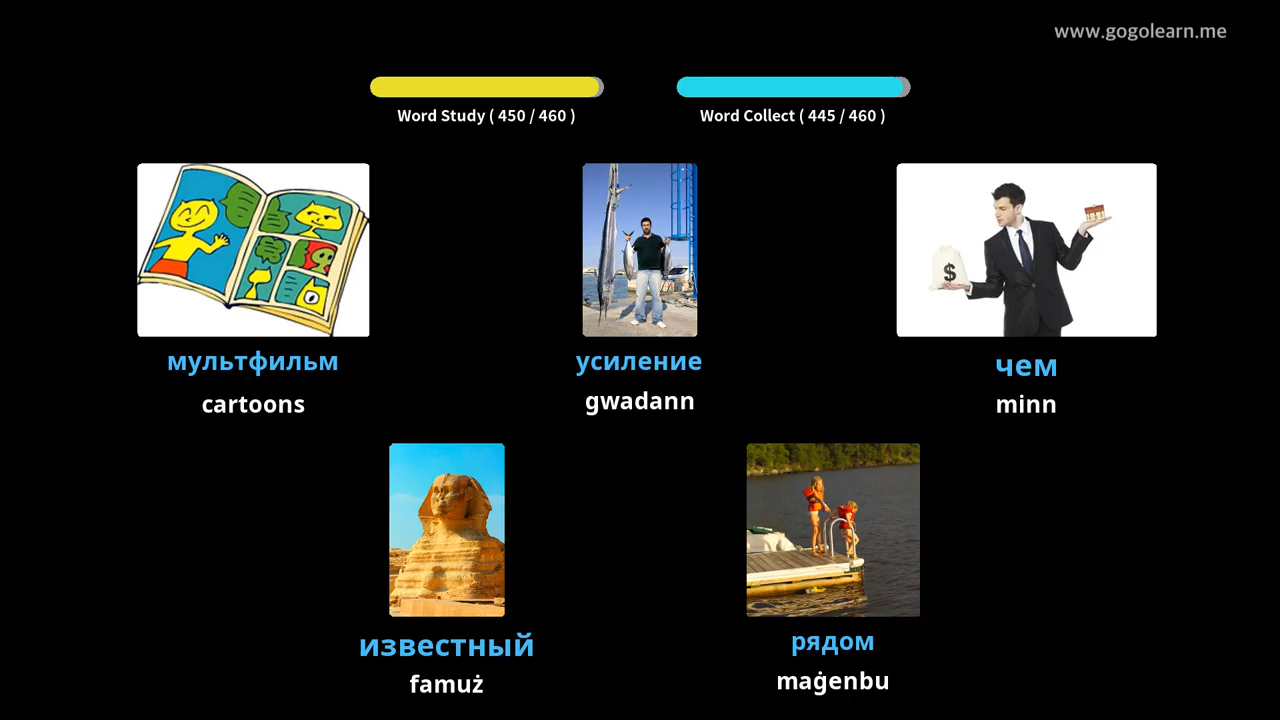 www.gogolearn.me
Word Study ( 450 / 460 )
Word Collect ( 445 / 460 )
мультфильм
cartoons
усиление
gwadann
чем
minn
известный
famuż
рядом
maġenbu